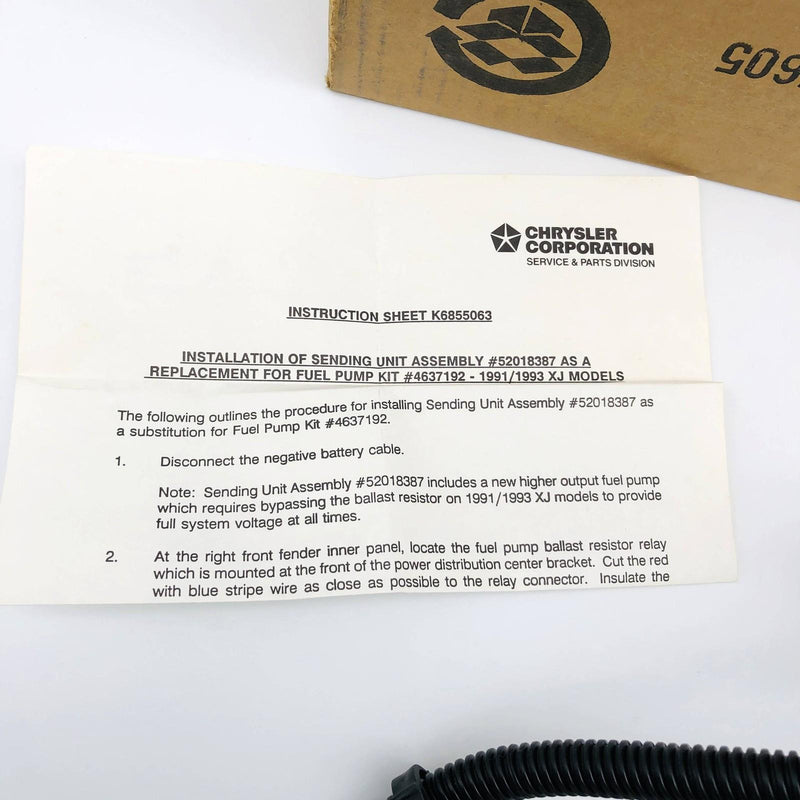 605
CHRYSLER
CORPORATION
SERVICE & PARTS DIVISION
INSTRUCTION SHEET K6855063
INSTALLATION OF SENDING UNIT ASSEMBLY #52018387 AS A
REPLACEMENT FOR FUEL PUMP KIT #4637192 - 1991/1993 XJ MODELS
The following outlines the procedure for installing Sending Unit Assembly #52018387 as
a substitution for Fuel Pump Kit #4637192.
1. Disconnect the negative battery cable.
Note: Sending Unit Assembly #52018387 includes a new higher output fuel pump
which requires bypassing the ballast resistor on 1991/1993 XJ models to provide
full system voltage at all times.
2. At the right front fender inner panel, locate the fuel pump ballast resistor relay
which is mounted at the front of the power distribution center bracket. Cut the red
with blue stripe wire as close as possible to the relay connector. Insulate the